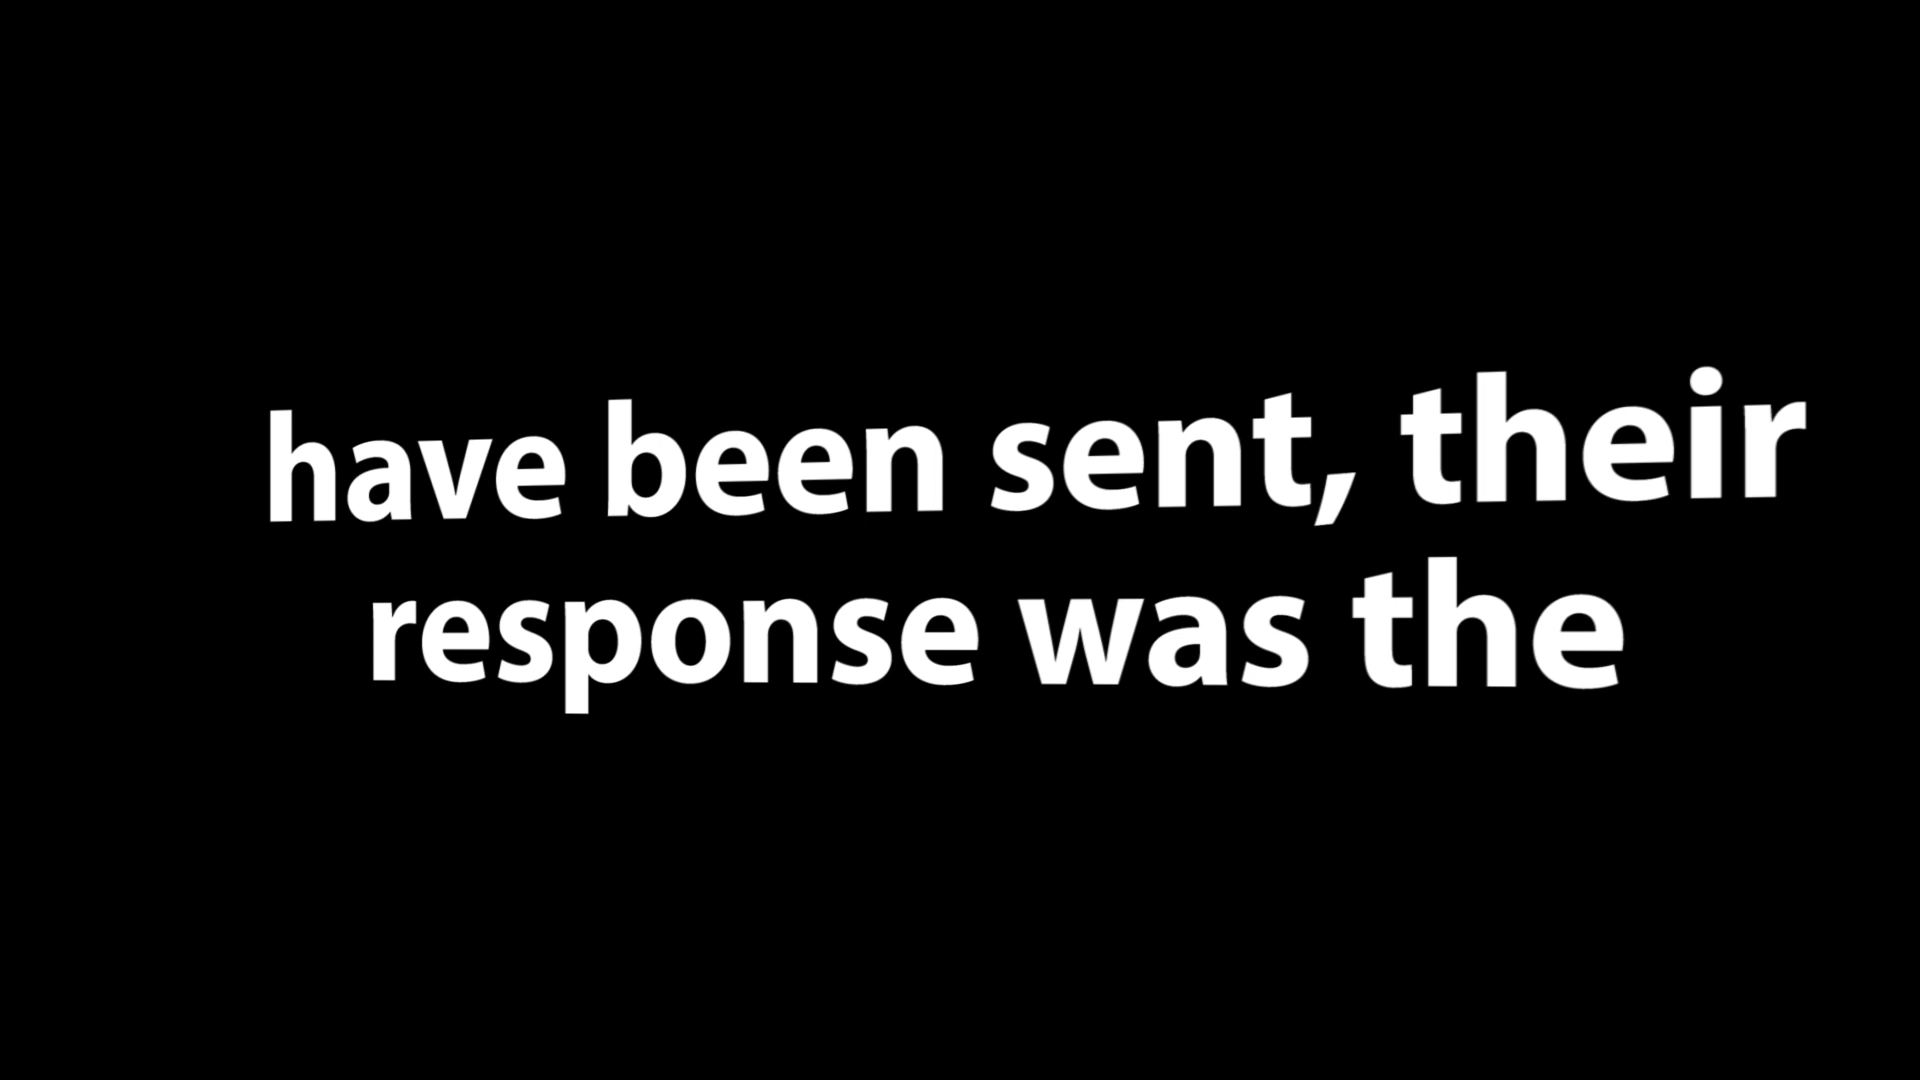 have been sent, their
response was the